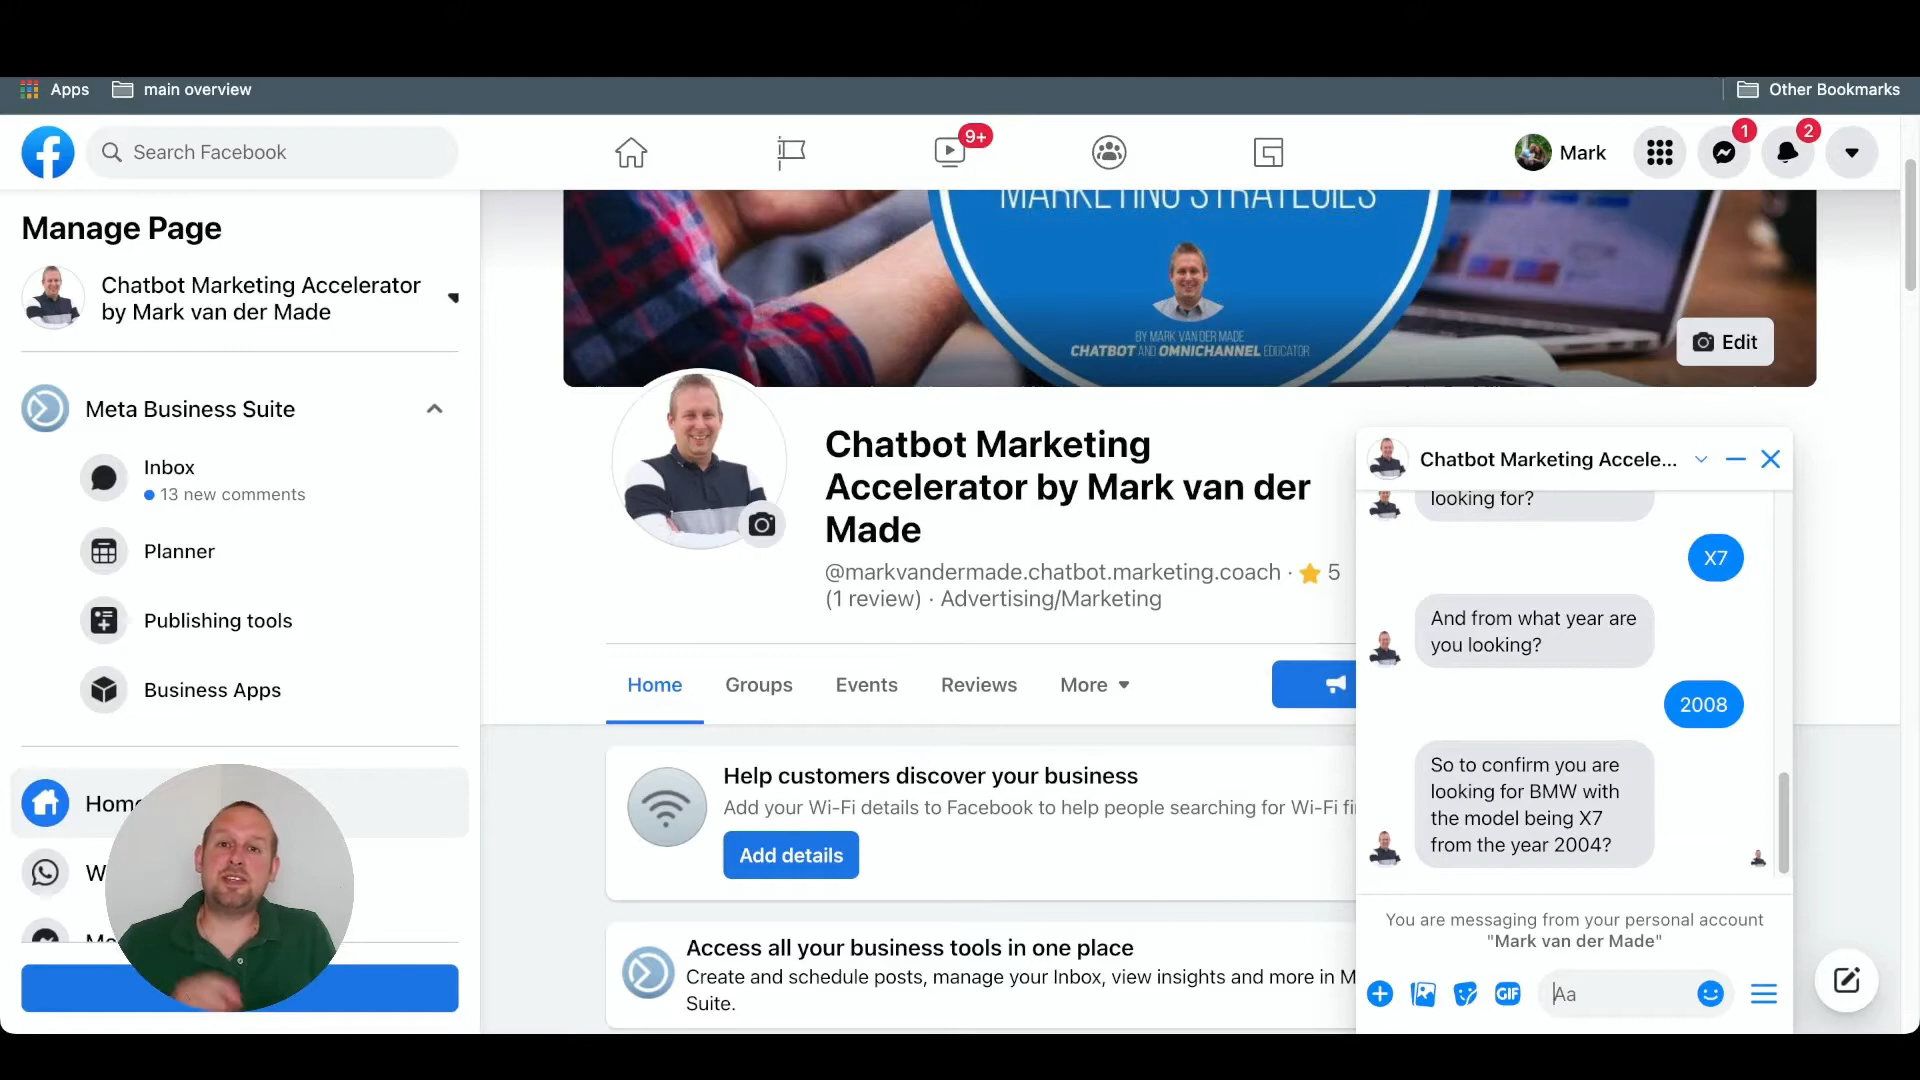 Apps
main overview
Other Bookmarks
Search Facebook
9+
Mark
1
2
Manage Page
Chatbot Marketing Accelerator
by Mark van der Made
Meta Business Suite
Inbox
13 new comments
Planner
Publishing tools
Business Apps
MARKETING STRATEGIES
BY MARK VAN DER MADE
CHATBOT AND OMNICHANNEL EDUCATOR
Edit
Chatbot Marketing
Accelerator by Mark van der
Made
@markvandermade.chatbot.marketing.coach · 5
(1 review) · Advertising/Marketing
Home
Groups
Events
Reviews
More
Help customers discover your business
Add your Wi-Fi details to Facebook to help people searching for Wi-Fi fi
Add details
Access all your business tools in one place
Create and schedule posts, manage your Inbox, view insights and more in M
Suite.
Chatbot Marketing Accele...
looking for?
X7
And from what year are
you looking?
2008
So to confirm you are
looking for BMW with
the model being X7
from the year 2004?
You are messaging from your personal account
"Mark van der Made"
GIF
Aa